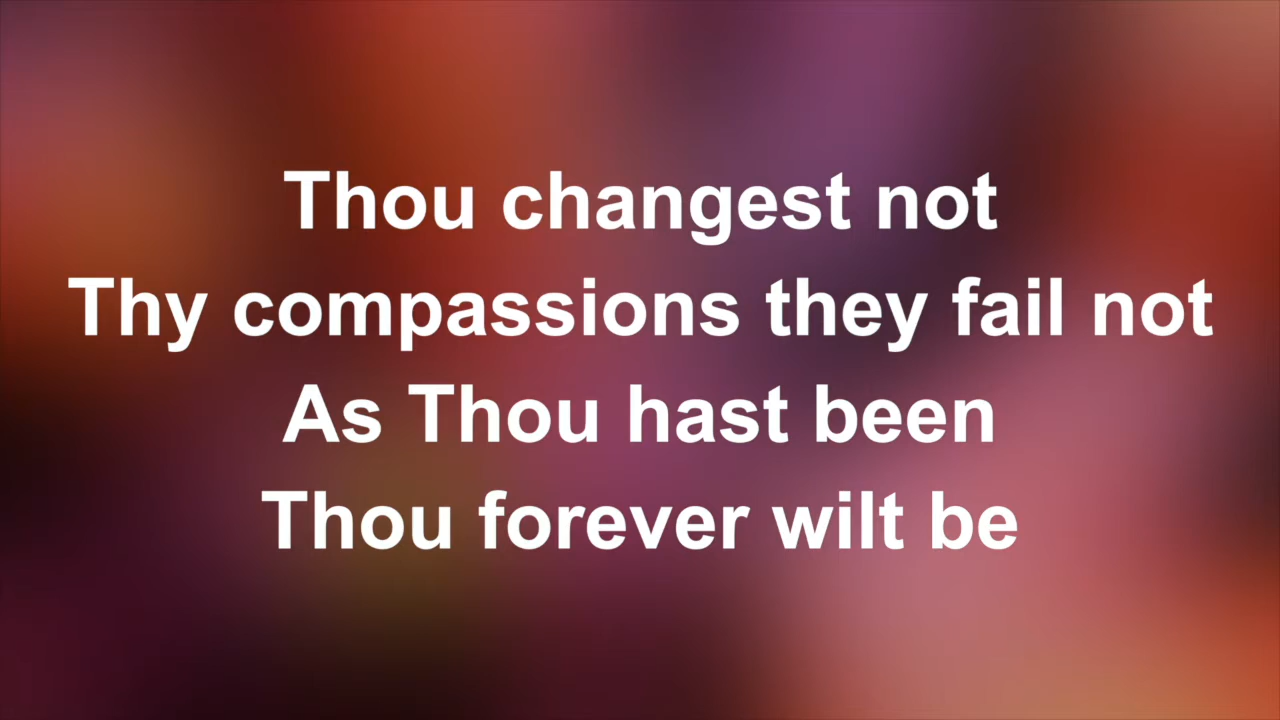 Thou changest not
Thy compassions they fail not
As Thou hast been
Thou forever wilt be